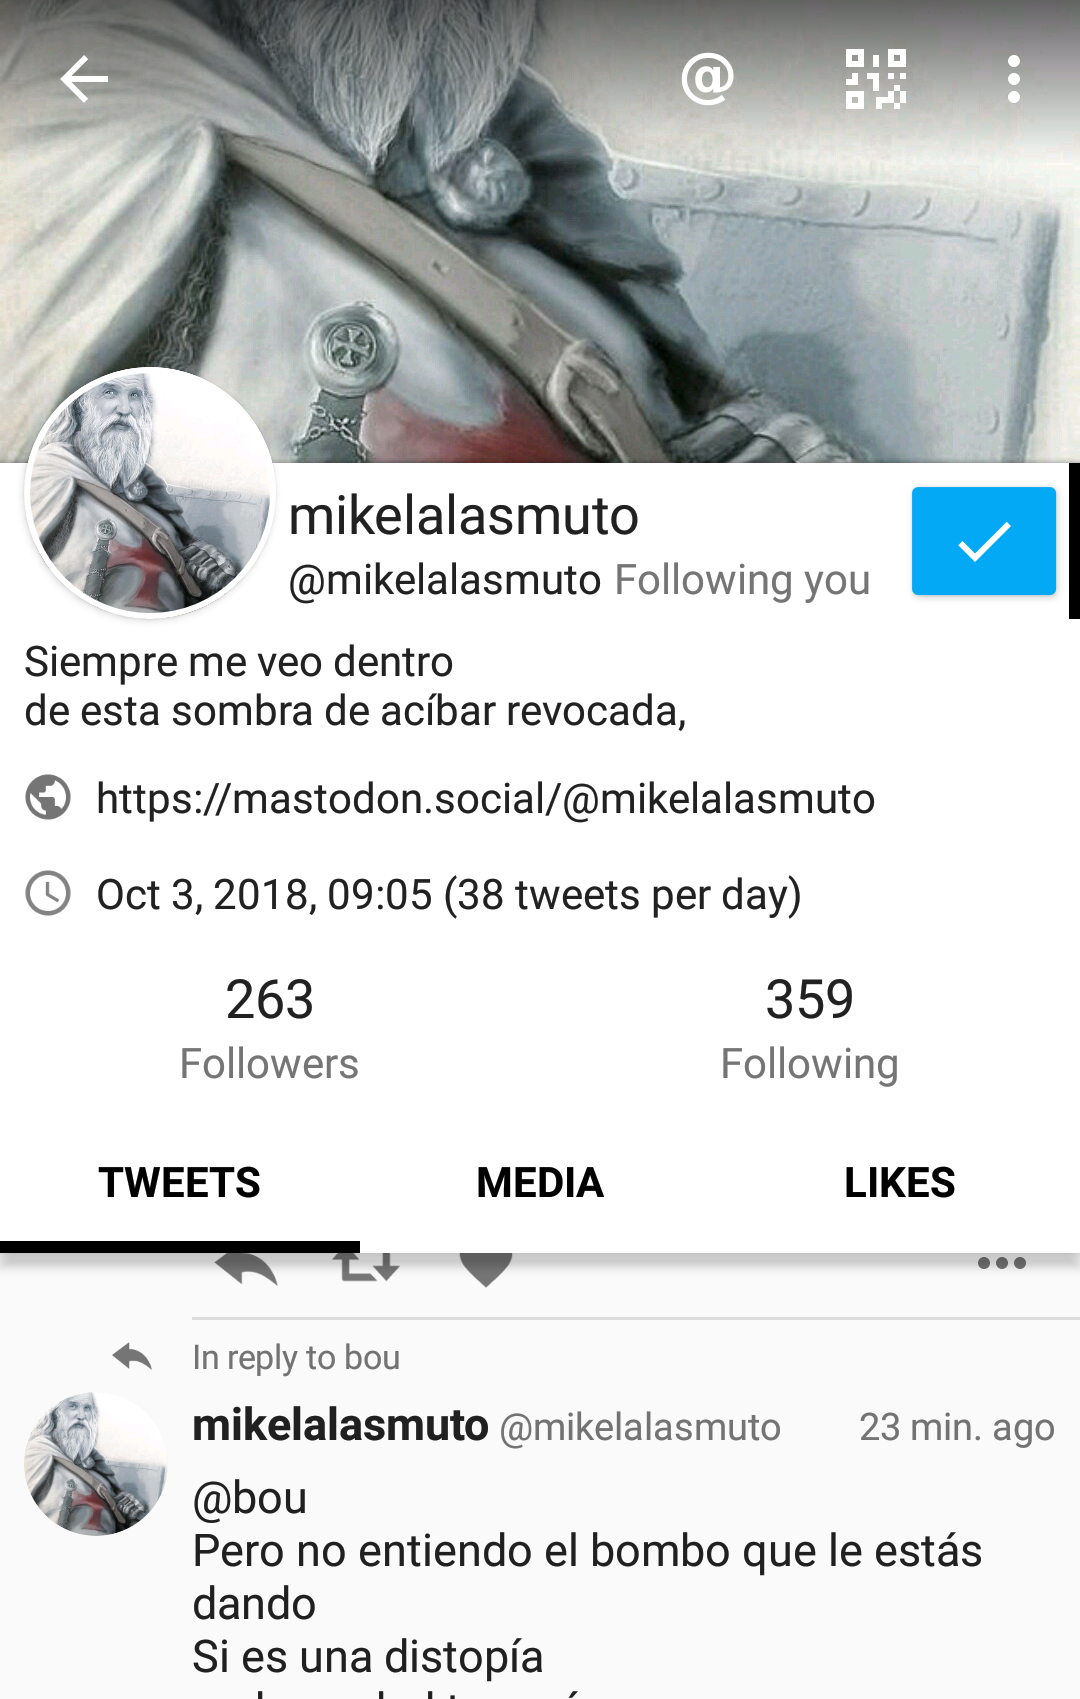 mikelalasmuto
@mikelalasmuto Following you
Siempre me veo dentro
de esta sombra de acíbar revocada,
https://mastodon.social/@mikelalasmuto
Oct 3, 2018, 09:05 (38 tweets per day)
263 359
Followers Following
TWEETS MEDIA LIKES
In reply to bou
mikelalasmuto @mikelalasmuto 23 min. ago
@bou
Pero no entiendo el bombo que le estás
dando
Si es una distopía